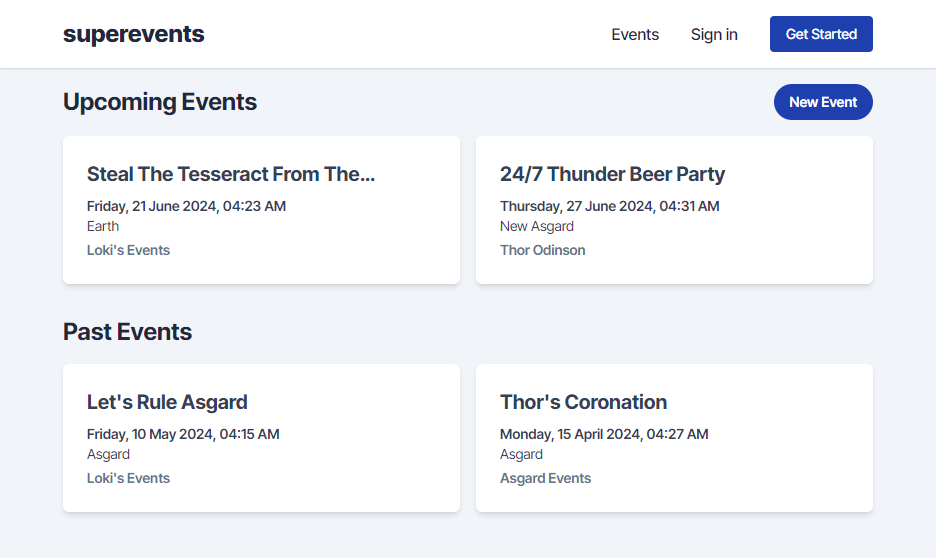 superevents
Events
Sign in
Get Started
Upcoming Events
New Event
Steal The Tesseract From The...
Friday, 21 June 2024, 04:23 AM
Earth
Loki's Events
24/7 Thunder Beer Party
Thursday, 27 June 2024, 04:31 AM
New Asgard
Thor Odinson
Past Events
Let's Rule Asgard
Friday, 10 May 2024, 04:15 AM
Asgard
Loki's Events
Thor's Coronation
Monday, 15 April 2024, 04:27 AM
Asgard
Asgard Events